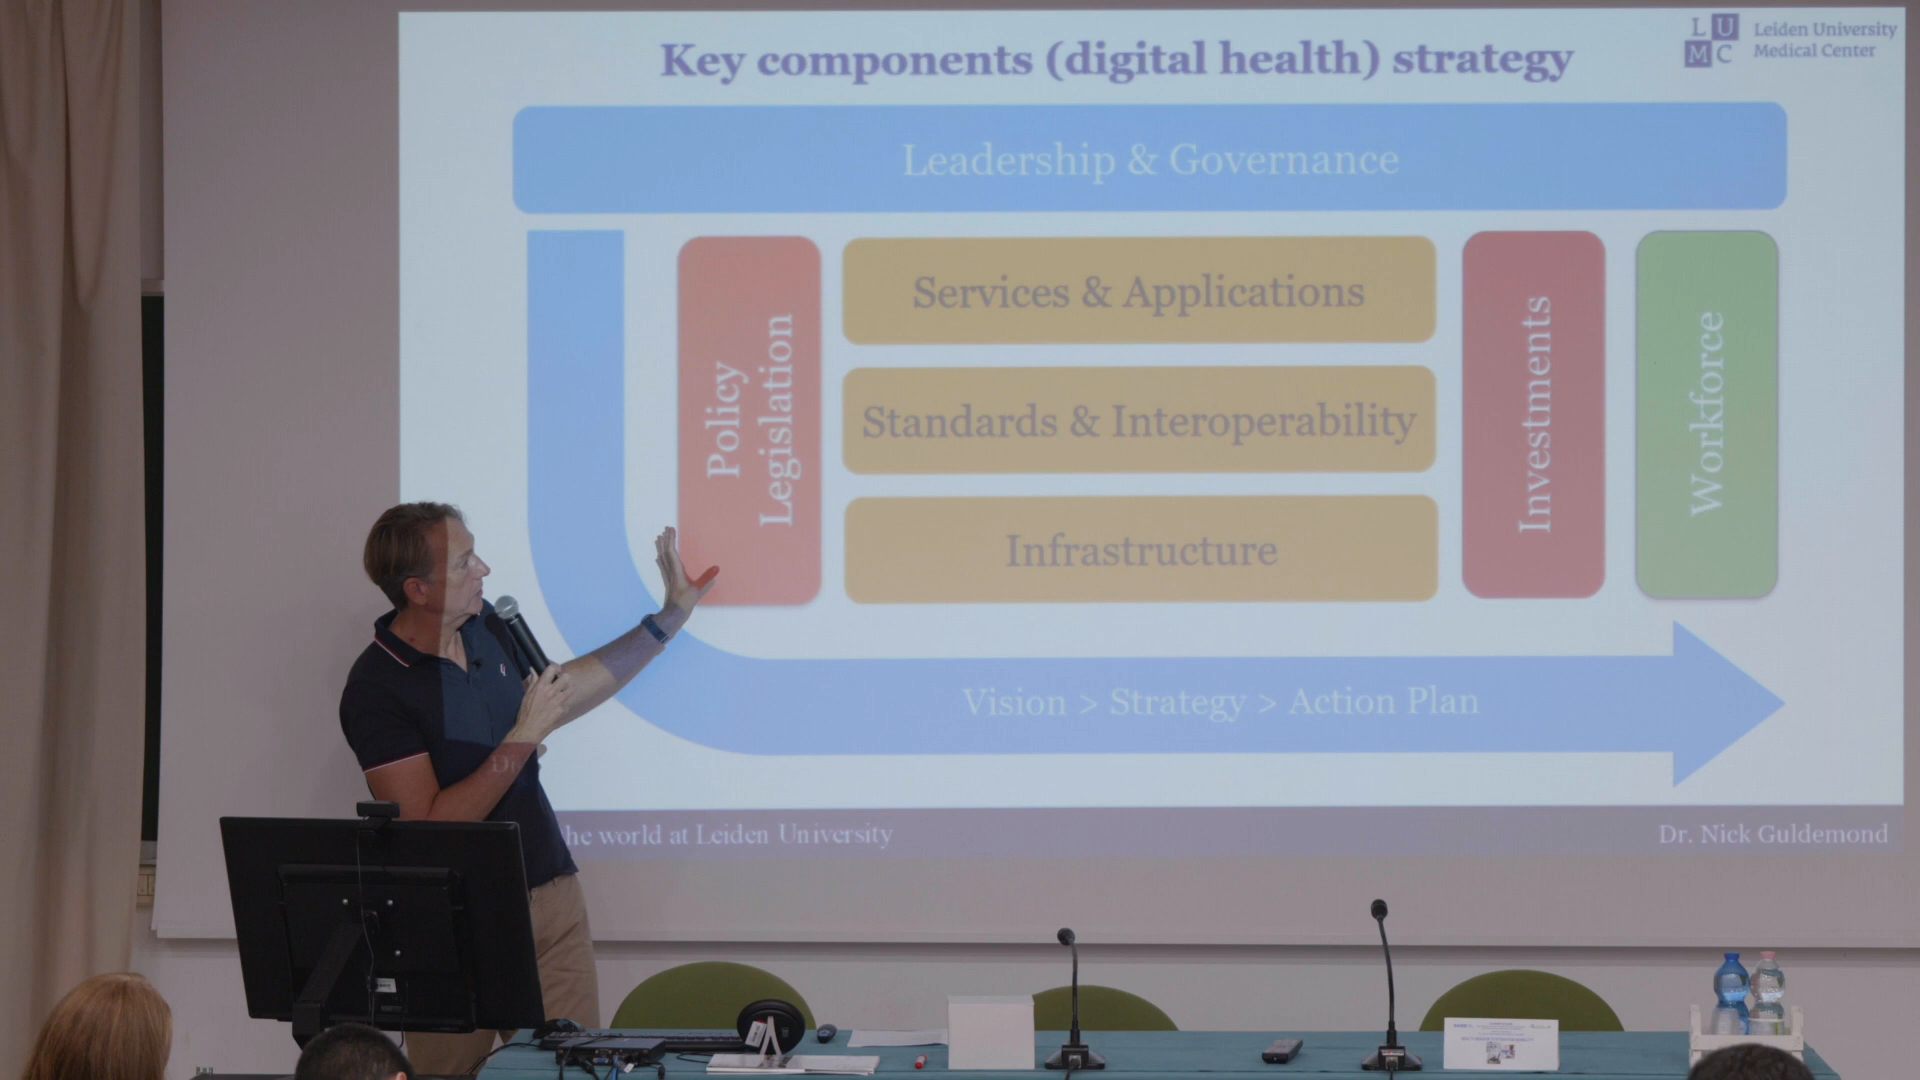 Key components (digital health) strategy
L U
M C
Leiden University
Medical Center
Leadership & Governance
Policy
Legislation
Services & Applications
Standards & Interoperability
Infrastructure
Investments
Workforce
Vision > Strategy > Action Plan
he world at Leiden University
Dr. Nick Guldemond